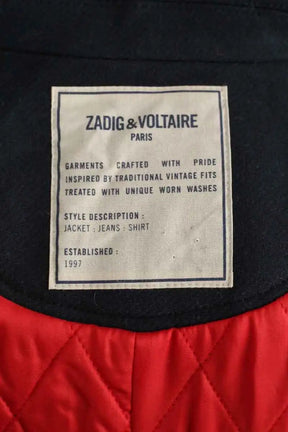 ZADIG & VOLTAIRE
PARIS
GARMENTS CRAFTED WITH PRIDE
INSPIRED BY TRADITIONAL VINTAGE FITS
TREATED WITH UNIQUE WORN WASHES
STYLE DESCRIPTION :
JACKET : JEANS : SHIRT
ESTABLISHED :
1997